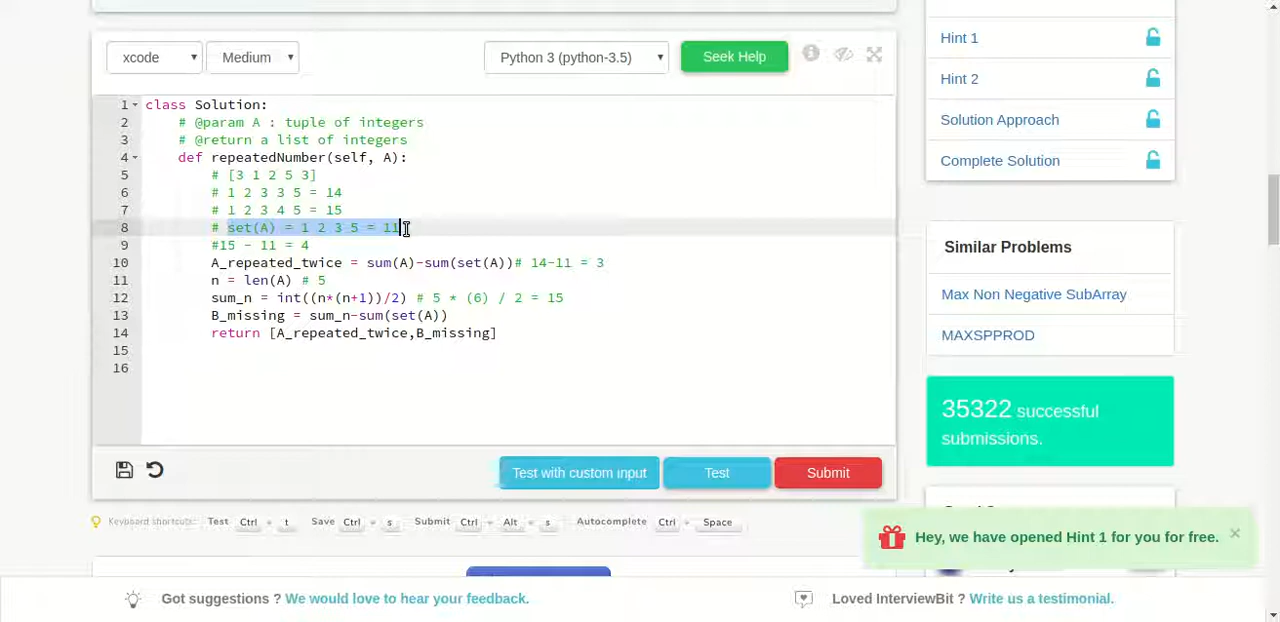 xcode Medium Python 3 (python-3.5) Seek Help
1 class Solution:
2 # @param A : tuple of integers
3 # @return a list of integers
4 def repeatedNumber(self, A):
5 # [3 1 2 5 3]
6 # 1 2 3 3 5 = 14
7 # 1 2 3 4 5 = 15
8 # set(A) = 1 2 3 5 = 11
9 #15 - 11 = 4
10 A_repeated_twice = sum(A)-sum(set(A))# 14-11 = 3
11 n = len(A) # 5
12 sum_n = int((n*(n+1))/2) # 5 * (6) / 2 = 15
13 B_missing = sum_n-sum(set(A))
14 return [A_repeated_twice,B_missing]
15
16
Test with custom input Test Submit
Keyboard shortcuts: Test Ctrl + t Save Ctrl + s Submit Ctrl + Alt + s Autocomplete Ctrl + Space
Hint 1
Hint 2
Solution Approach
Complete Solution
Similar Problems
Max Non Negative SubArray
MAXSPPROD
35322 successful
submissions.
Hey, we have opened Hint 1 for you for free. ×
Got suggestions ? We would love to hear your feedback.
Loved InterviewBit ? Write us a testimonial.